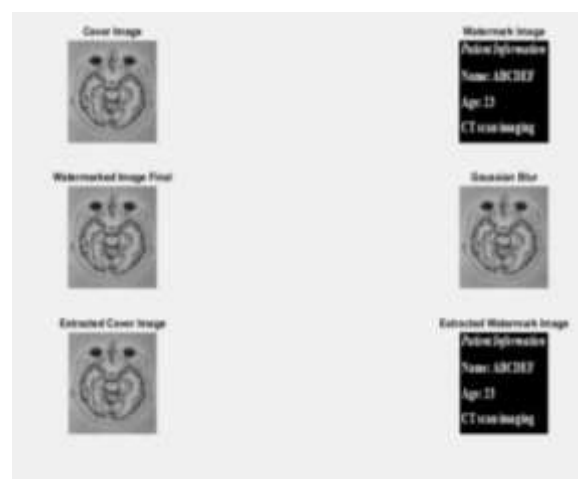 Cover Image
Watermark Image
Patient Information
Name: ABCDEF
Age: 23
CT scan imaging
Watermarked Image Final
Gaussian Blur
Extracted Cover Image
Extracted Watermark Image
Patient Information
Name: ABCDEF
Age: 23
CT scan imaging